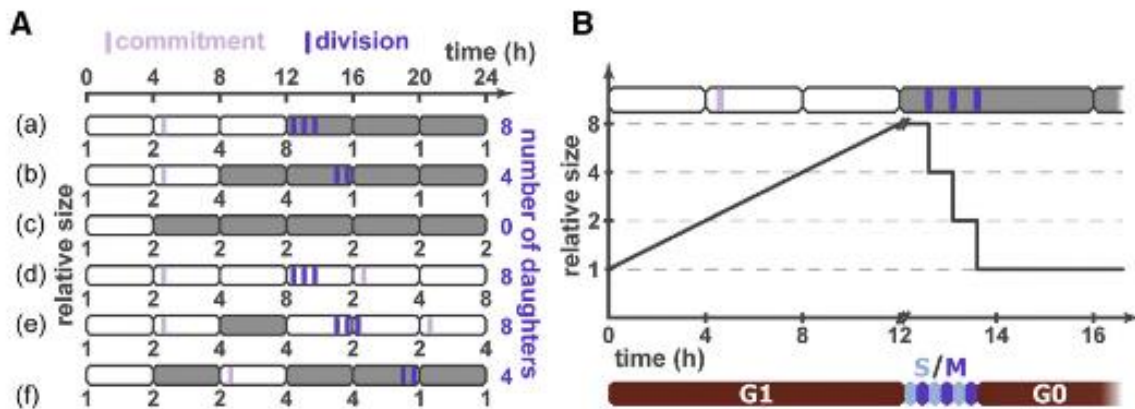 A
commitment division time (h)
0 4 8 12 16 20 24
(a) 8
1 2 4 8 1 1 1
(b) 4
1 2 4 4 1 1 1
(c) 0
1 2 2 2 2 2 2
(d) 8
1 2 4 8 2 4 8
(e) 8
1 2 4 4 2 2 4
(f) 4
1 2 2 4 4 1 1
relative size
number of daughters
B
relative size
8
4
2
1
0 4 8 12 14 16
time (h)
S/M
G1 G0